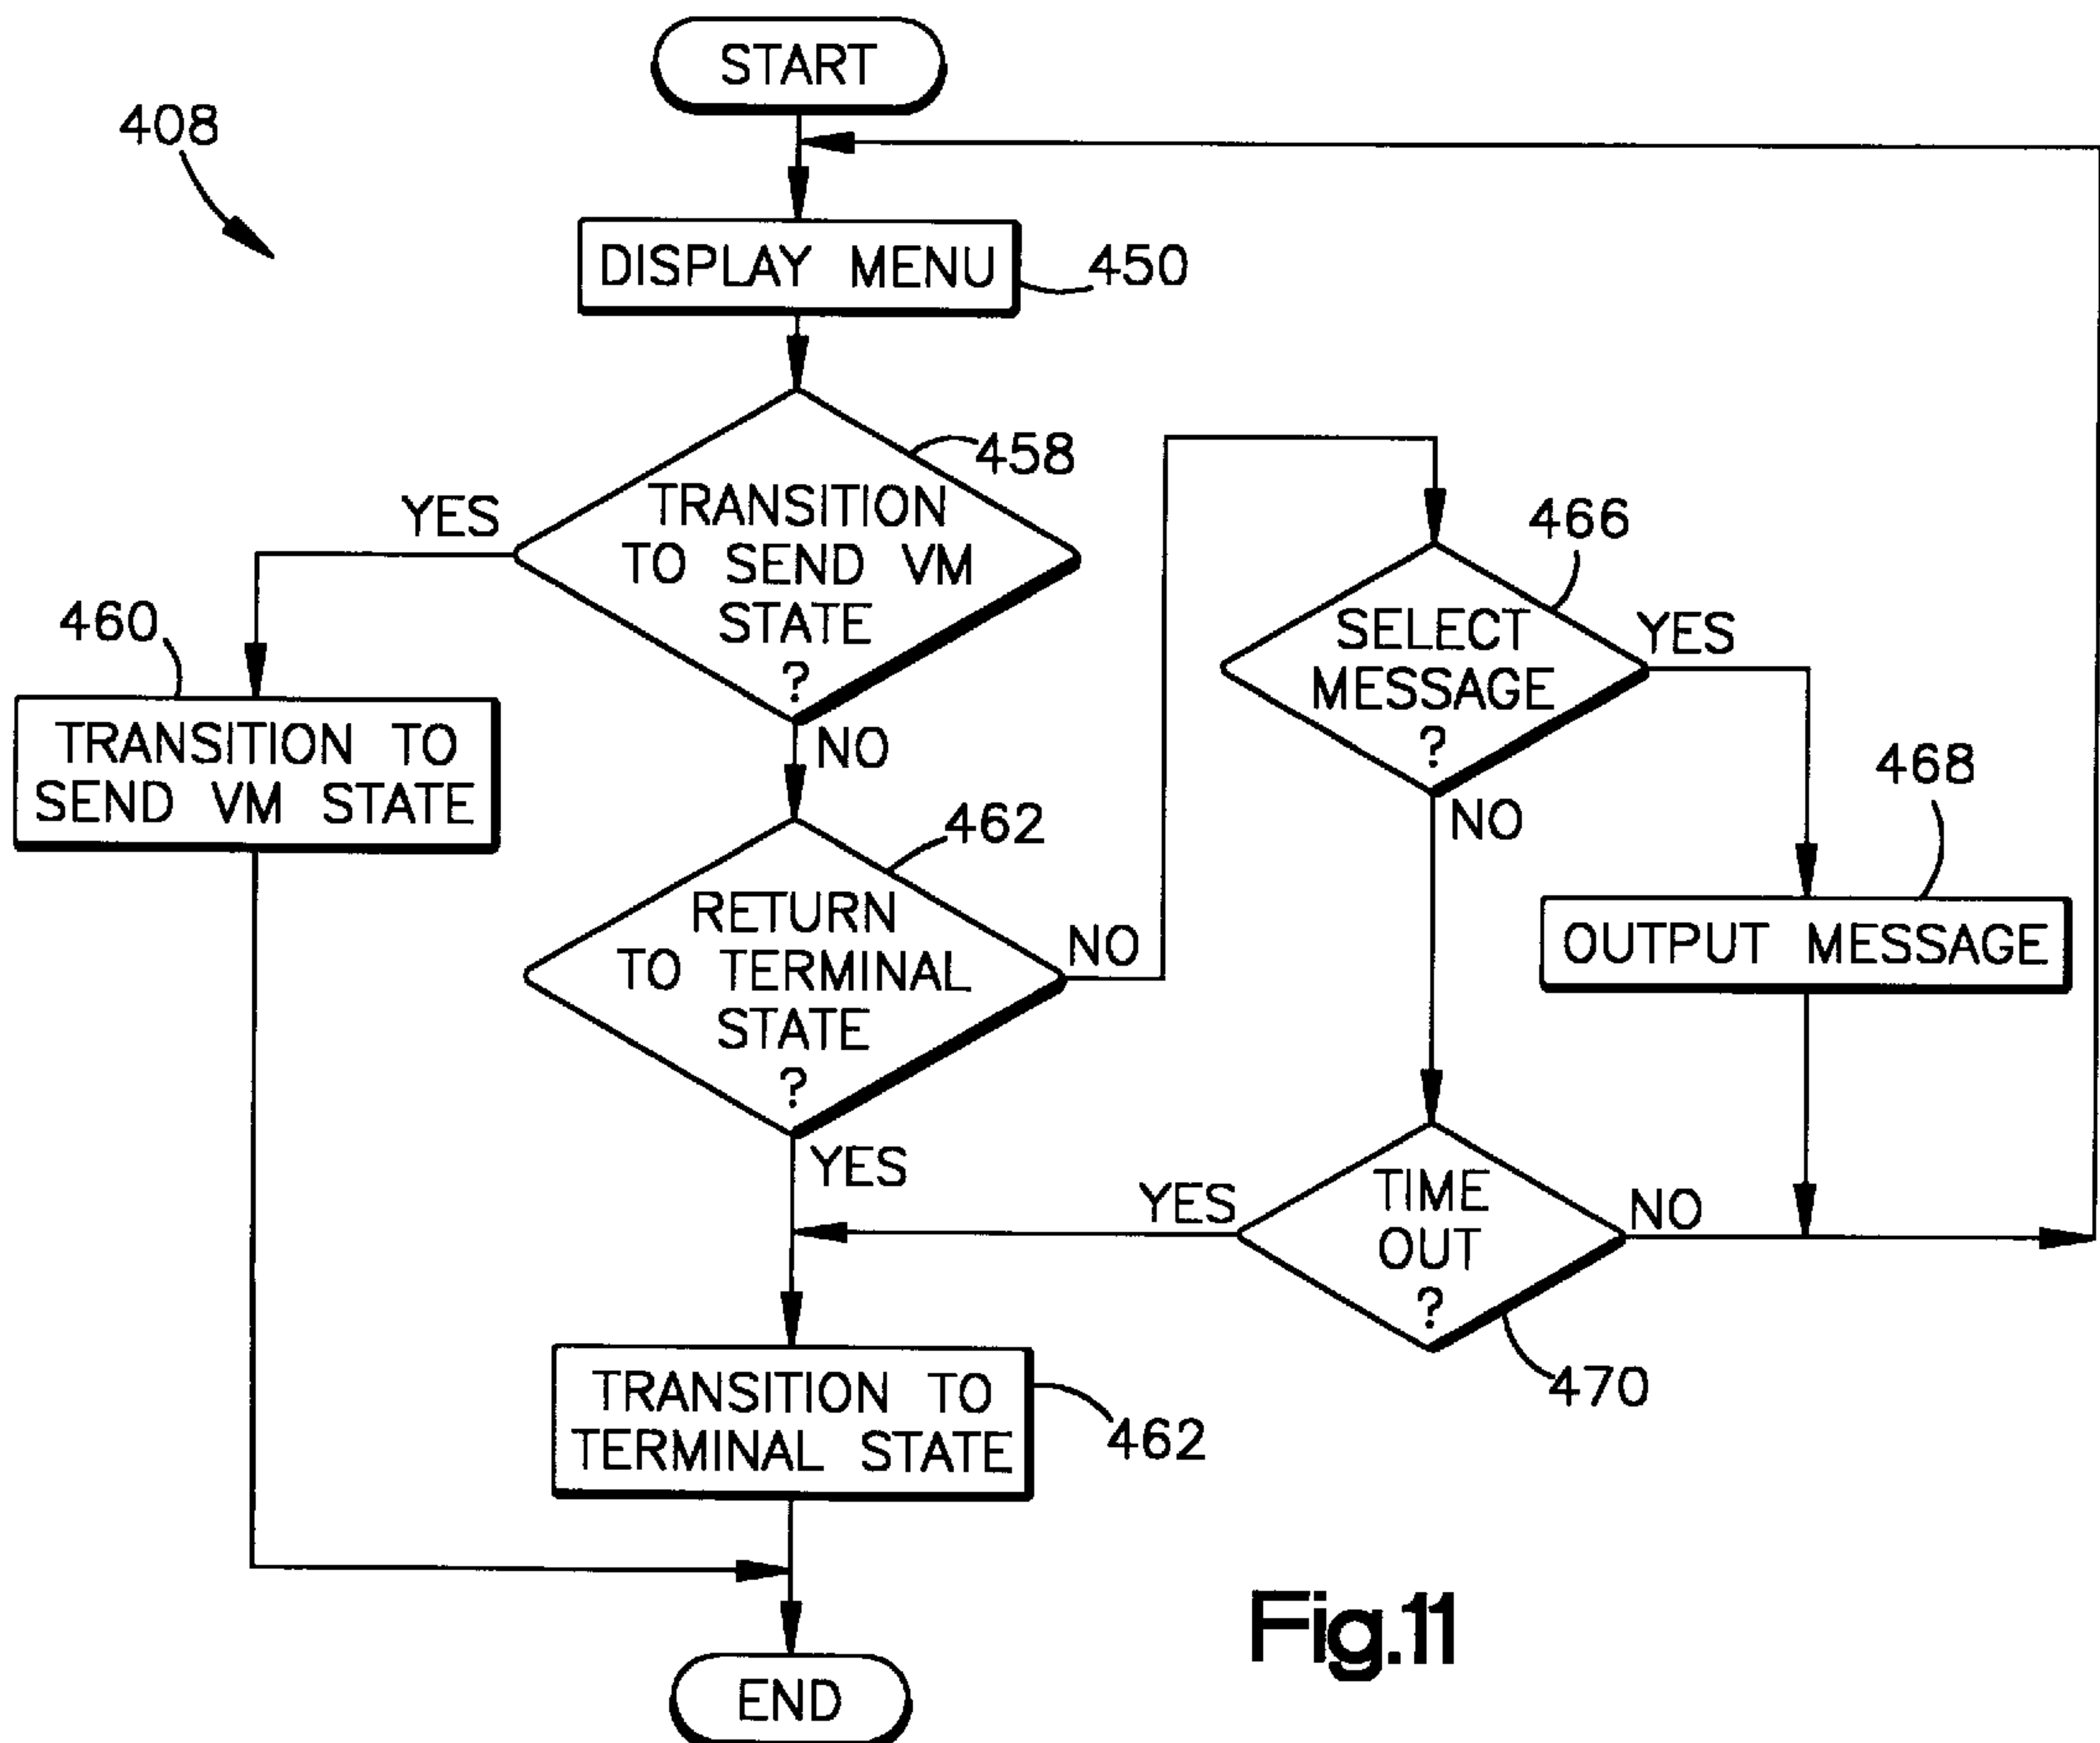 START
408
DISPLAY MENU
450
458
TRANSITION
TO SEND VM
STATE
?
YES
NO
460
TRANSITION TO
SEND VM STATE
462
RETURN
TO TERMINAL
STATE
?
NO
YES
466
SELECT
MESSAGE
?
YES
NO
468
OUTPUT MESSAGE
TIME
OUT
?
YES
NO
470
TRANSITION TO
TERMINAL STATE
462
END
Fig.11